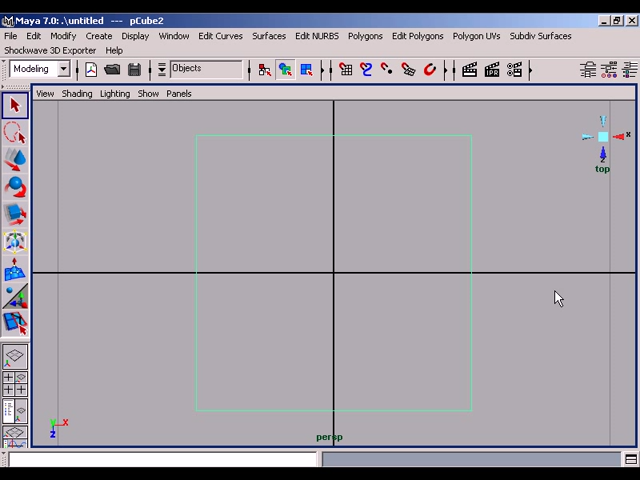 Maya 7.0: .\untitled --- pCube2
File Edit Modify Create Display Window Edit Curves Surfaces Edit NURBS Polygons Edit Polygons Polygon UVs Subdiv Surfaces
Shockwave 3D Exporter Help
Modeling Objects
IPR
View Shading Lighting Show Panels
Y
x
z
top
y x
z
persp